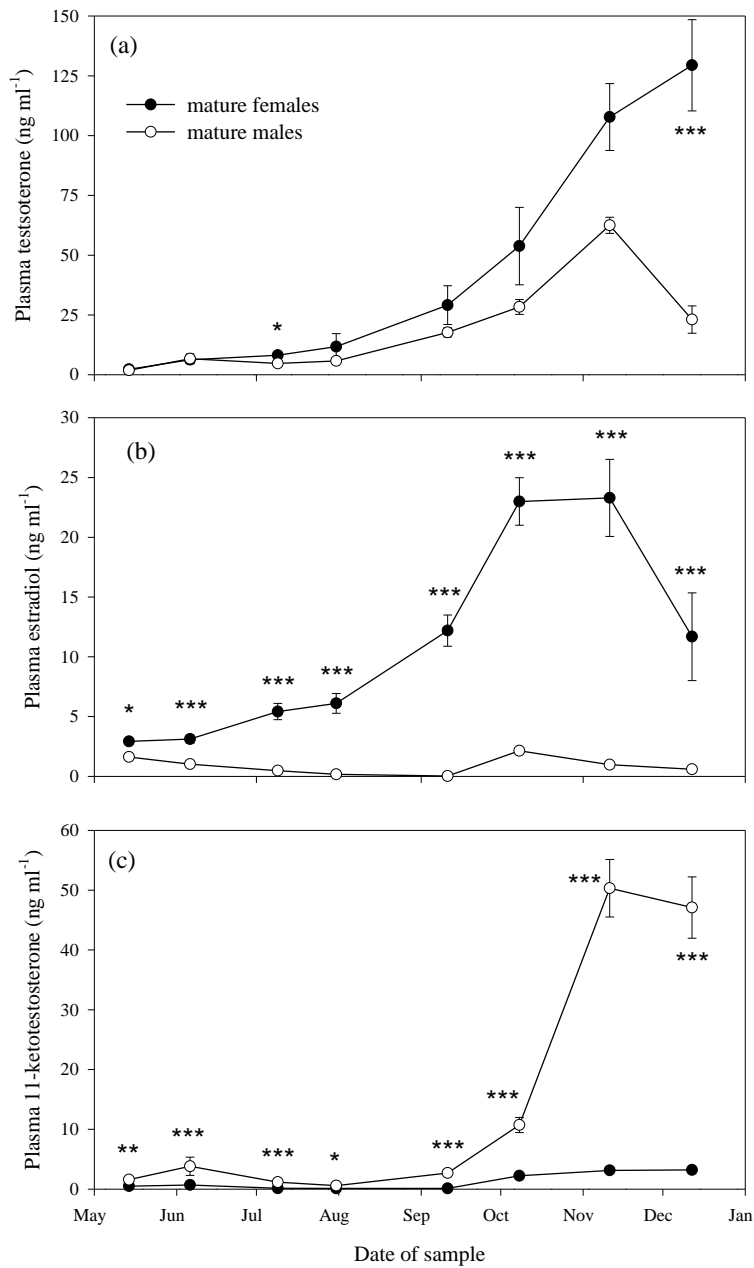 (a)
mature females
mature males
Plasma testsoterone (ng ml-1)
150
125
100
75
50
25
0
*
***
(b)
Plasma estradiol (ng ml-1)
30
25
20
15
10
5
0
* *** *** *** *** *** *** ***
(c)
Plasma 11-ketotestosterone (ng ml-1)
60
50
40
30
20
10
0
** *** *** * *** *** *** ***
May Jun Jul Aug Sep Oct Nov Dec Jan
Date of sample